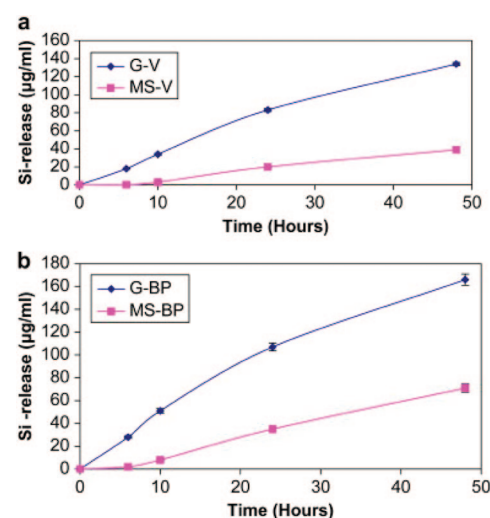 a
160
140
120
100
80
60
40
20
0
Si-release (µg/ml)
G-V
MS-V
0 10 20 30 40 50
Time (Hours)
b
180
160
140
120
100
80
60
40
20
0
Si -release (µg/ml)
G-BP
MS-BP
0 10 20 30 40 50
Time (Hours)